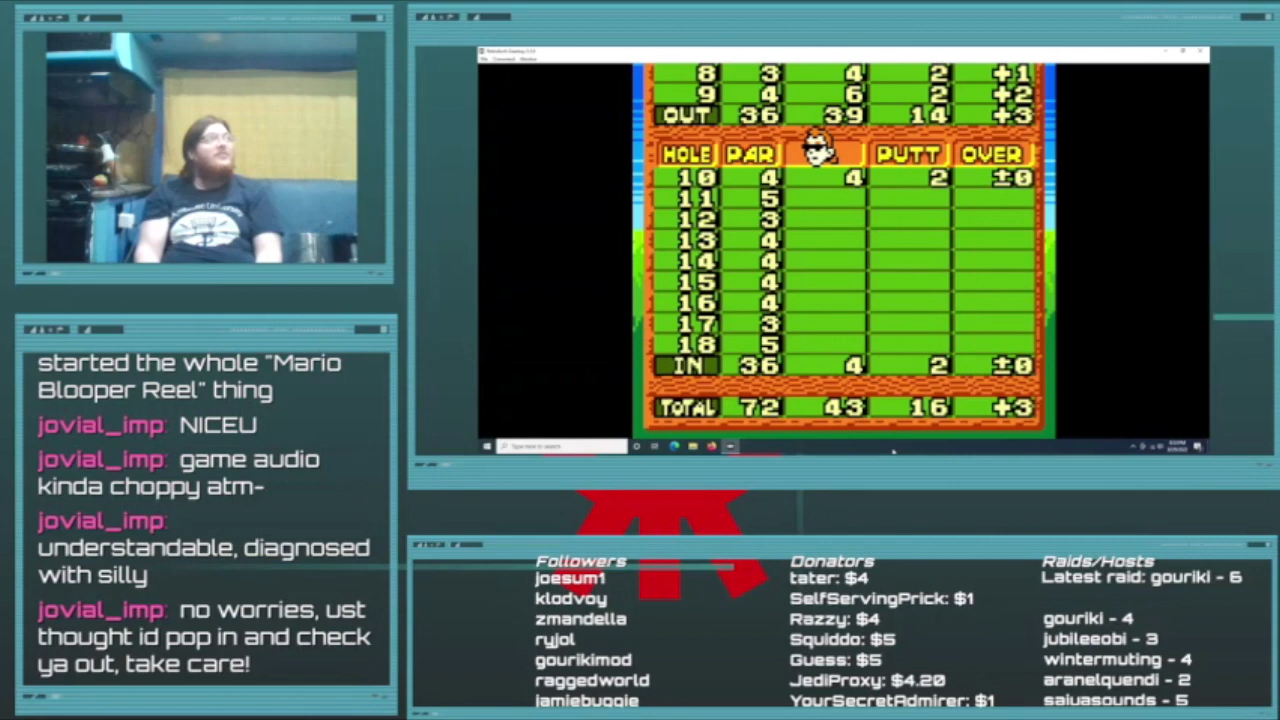 started the whole "Mario
Blooper Reel" thing
jovial_imp: NICEU
jovial_imp: game audio
kinda choppy atm-
jovial_imp:
understandable, diagnosed
with silly
jovial_imp: no worries, ust
thought id pop in and check
ya out, take care!
8 3 4 2 +1
9 4 6 2 +2
OUT 36 39 14 +3
HOLE PAR PUTT OVER
10 4 4 2 ±0
11 5
12 3
13 4
14 4
15 4
16 4
17 3
18 5
IN 36 4 2 ±0
TOTAL 72 43 16 +3
Type here to search
Followers
joesum1
klodvoy
zmandella
ryjol
gourikimod
raggedworld
jamiebuggie
Donators
tater: $4
SelfServingPrick: $1
Razzy: $4
Squiddo: $5
Guess: $5
JediProxy: $4.20
YourSecretAdmirer: $1
Raids/Hosts
Latest raid: gouriki - 6
gouriki - 4
jubileeobi - 3
wintermuting - 4
aranelquendi - 2
saiuasounds - 5